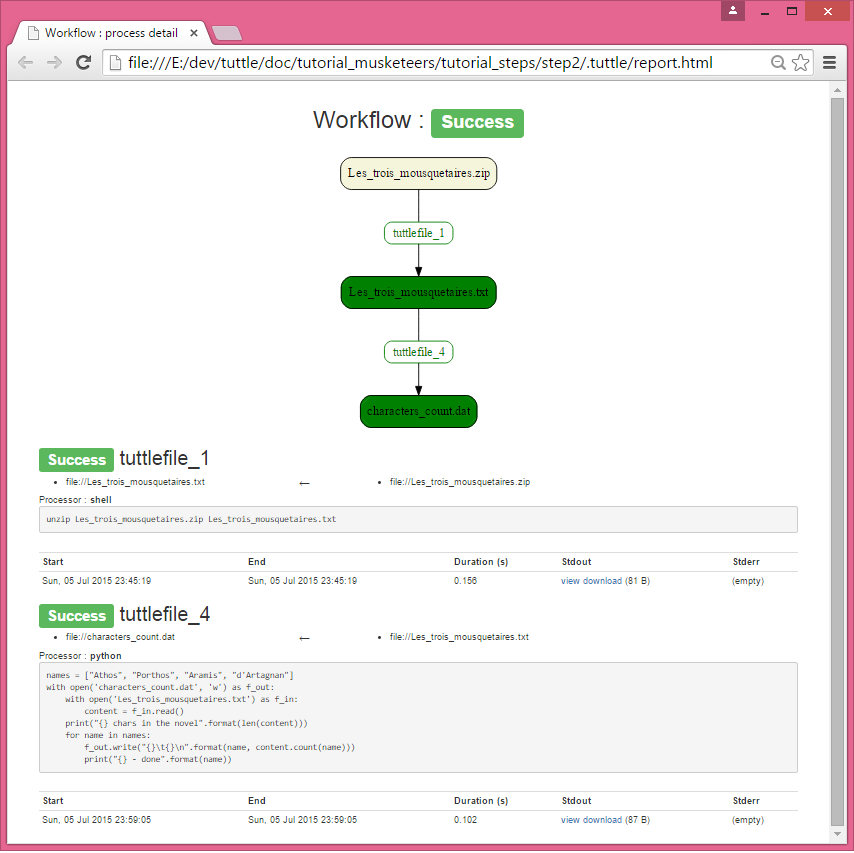 Workflow : process detail
file:///E:/dev/tuttle/doc/tutorial_musketeers/tutorial_steps/step2/.tuttle/report.html
Workflow : Success
Les_trois_mousquetaires.zip
tuttlefile_1
Les_trois_mousquetaires.txt
tuttlefile_4
characters_count.dat
Success tuttlefile_1
• file://Les_trois_mousquetaires.txt ← • file://Les_trois_mousquetaires.zip
Processor : shell
unzip Les_trois_mousquetaires.zip Les_trois_mousquetaires.txt
Start End Duration (s) Stdout Stderr
Sun, 05 Jul 2015 23:45:19 Sun, 05 Jul 2015 23:45:19 0.156 view download (81 B) (empty)
Success tuttlefile_4
• file://characters_count.dat ← • file://Les_trois_mousquetaires.txt
Processor : python
names = ["Athos", "Porthos", "Aramis", "d'Artagnan"]
with open('characters_count.dat', 'w') as f_out:
    with open('Les_trois_mousquetaires.txt') as f_in:
        content = f_in.read()
    print("{} chars in the novel".format(len(content)))
    for name in names:
        f_out.write("{}\t{}\n".format(name, content.count(name)))
        print("{} - done".format(name))
Start End Duration (s) Stdout Stderr
Sun, 05 Jul 2015 23:59:05 Sun, 05 Jul 2015 23:59:05 0.102 view download (87 B) (empty)